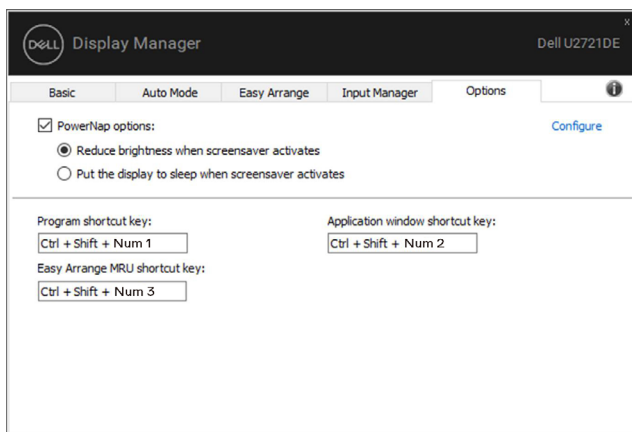 x
DELL Display Manager
Dell U2721DE
Basic
Auto Mode
Easy Arrange
Input Manager
Options
i
PowerNap options:
Configure
Reduce brightness when screensaver activates
Put the display to sleep when screensaver activates
Program shortcut key:
Ctrl + Shift + Num 1
Application window shortcut key:
Ctrl + Shift + Num 2
Easy Arrange MRU shortcut key:
Ctrl + Shift + Num 3